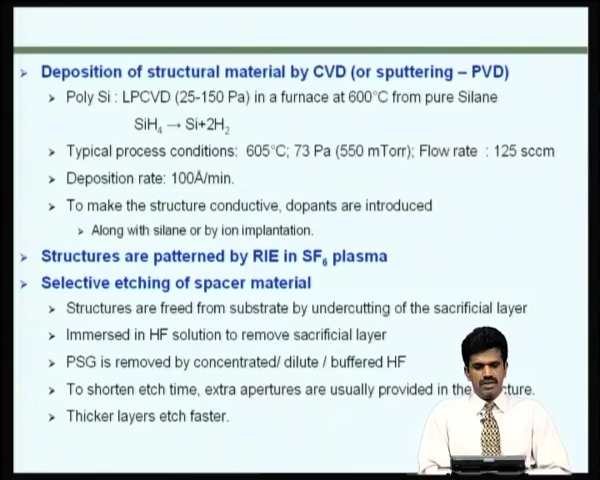 Deposition of structural material by CVD (or sputtering – PVD)
Poly Si : LPCVD (25-150 Pa) in a furnace at 600°C from pure Silane
SiH₄ → Si+2H₂
Typical process conditions: 605°C; 73 Pa (550 mTorr); Flow rate : 125 sccm
Deposition rate: 100Å/min.
To make the structure conductive, dopants are introduced
Along with silane or by ion implantation.
Structures are patterned by RIE in SF₆ plasma
Selective etching of spacer material
Structures are freed from substrate by undercutting of the sacrificial layer
Immersed in HF solution to remove sacrificial layer
PSG is removed by concentrated/ dilute / buffered HF
To shorten etch time, extra apertures are usually provided in the
Thicker layers etch faster.